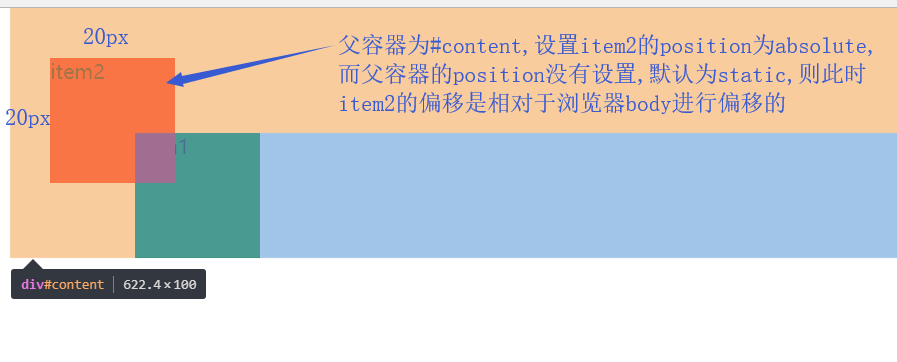 20px
父容器为#content,设置item2的position为absolute,
而父容器的position没有设置,默认为static,则此时
item2的偏移是相对于浏览器body进行偏移的
item2
20px
1
div#content 622.4×100